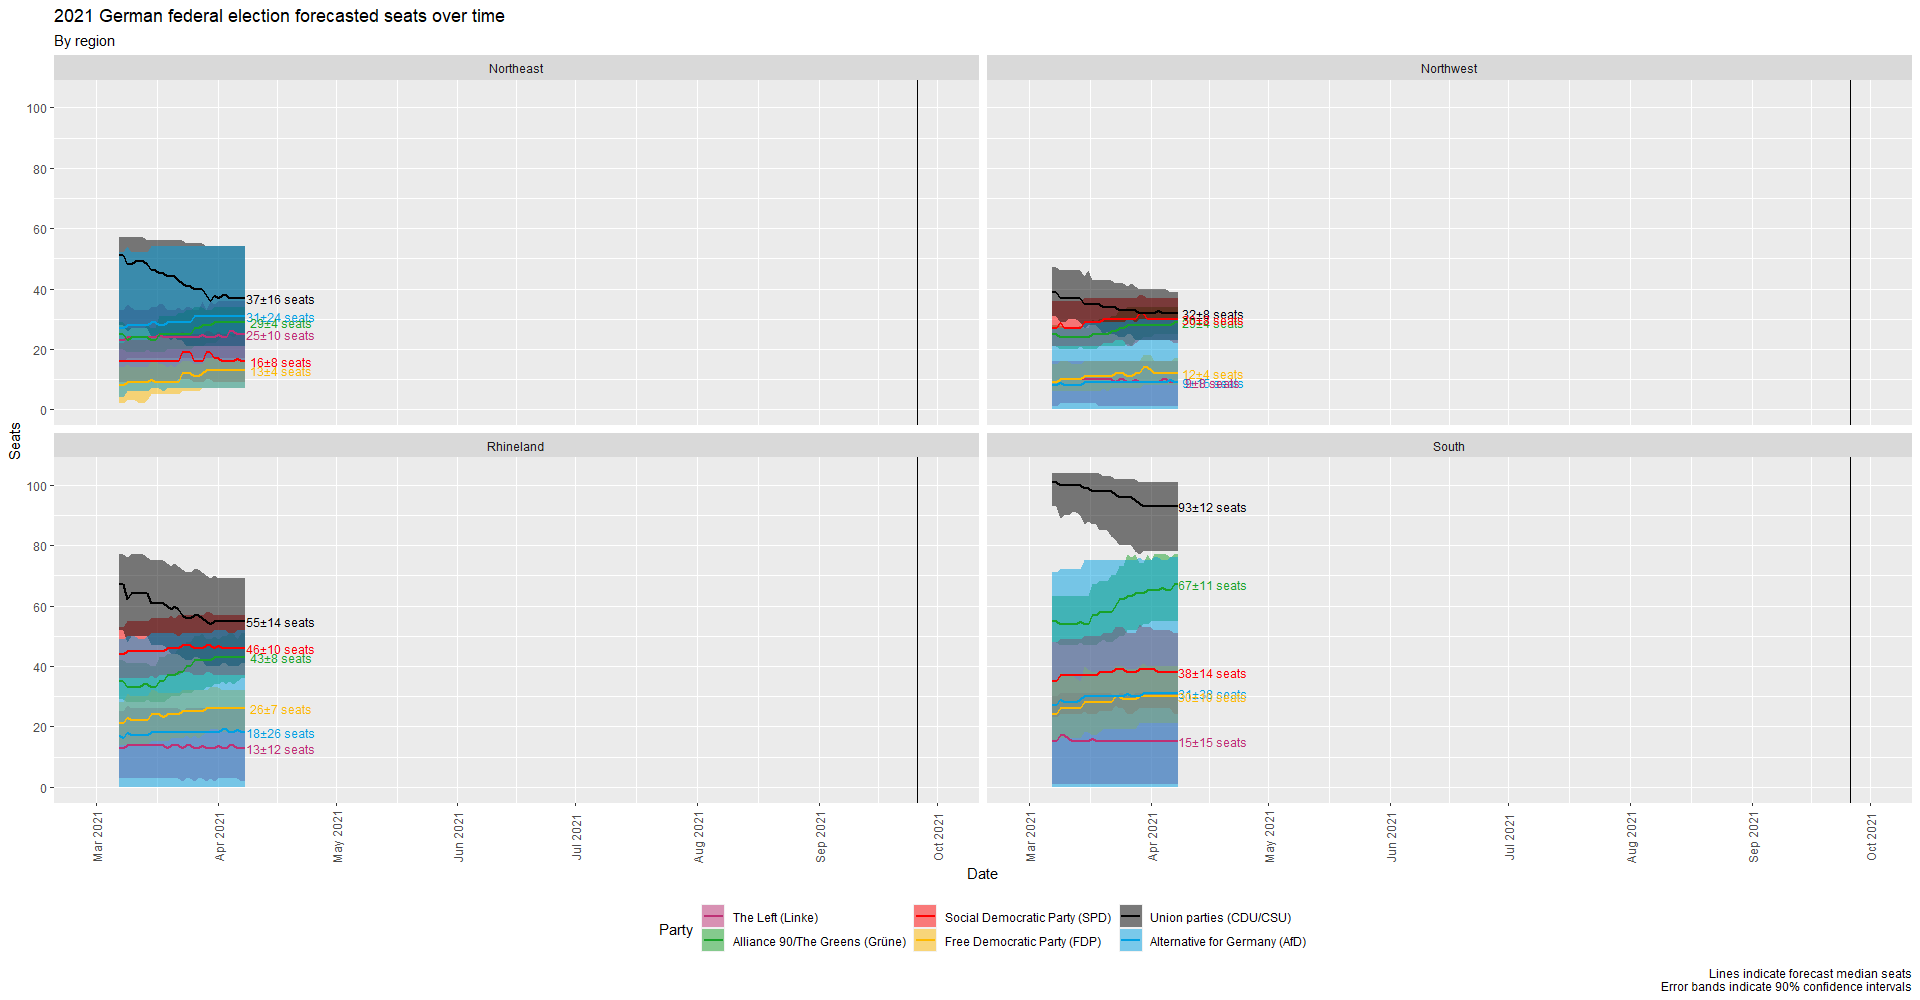 2021 German federal election forecasted seats over time
By region
Northeast
Northwest
100
80
60
40
20
0
37±16 seats
31±24 seats
29±4 seats
25±10 seats
16±8 seats
13±4 seats
32±8 seats
29±4 seats
12±4 seats
seats
Rhineland
South
100
80
60
40
20
0
55±14 seats
46±10 seats
43±8 seats
26±7 seats
18±26 seats
13±12 seats
93±12 seats
67±11 seats
38±14 seats
31±38 seats
seats
15±15 seats
Seats
Mar 2021
Apr 2021
May 2021
Jun 2021
Jul 2021
Aug 2021
Sep 2021
Oct 2021
Mar 2021
Apr 2021
May 2021
Jun 2021
Jul 2021
Aug 2021
Sep 2021
Oct 2021
Date
Party
The Left (Linke)
Social Democratic Party (SPD)
Union parties (CDU/CSU)
Alliance 90/The Greens (Grüne)
Free Democratic Party (FDP)
Alternative for Germany (AfD)
Lines indicate forecast median seats
Error bands indicate 90% confidence intervals